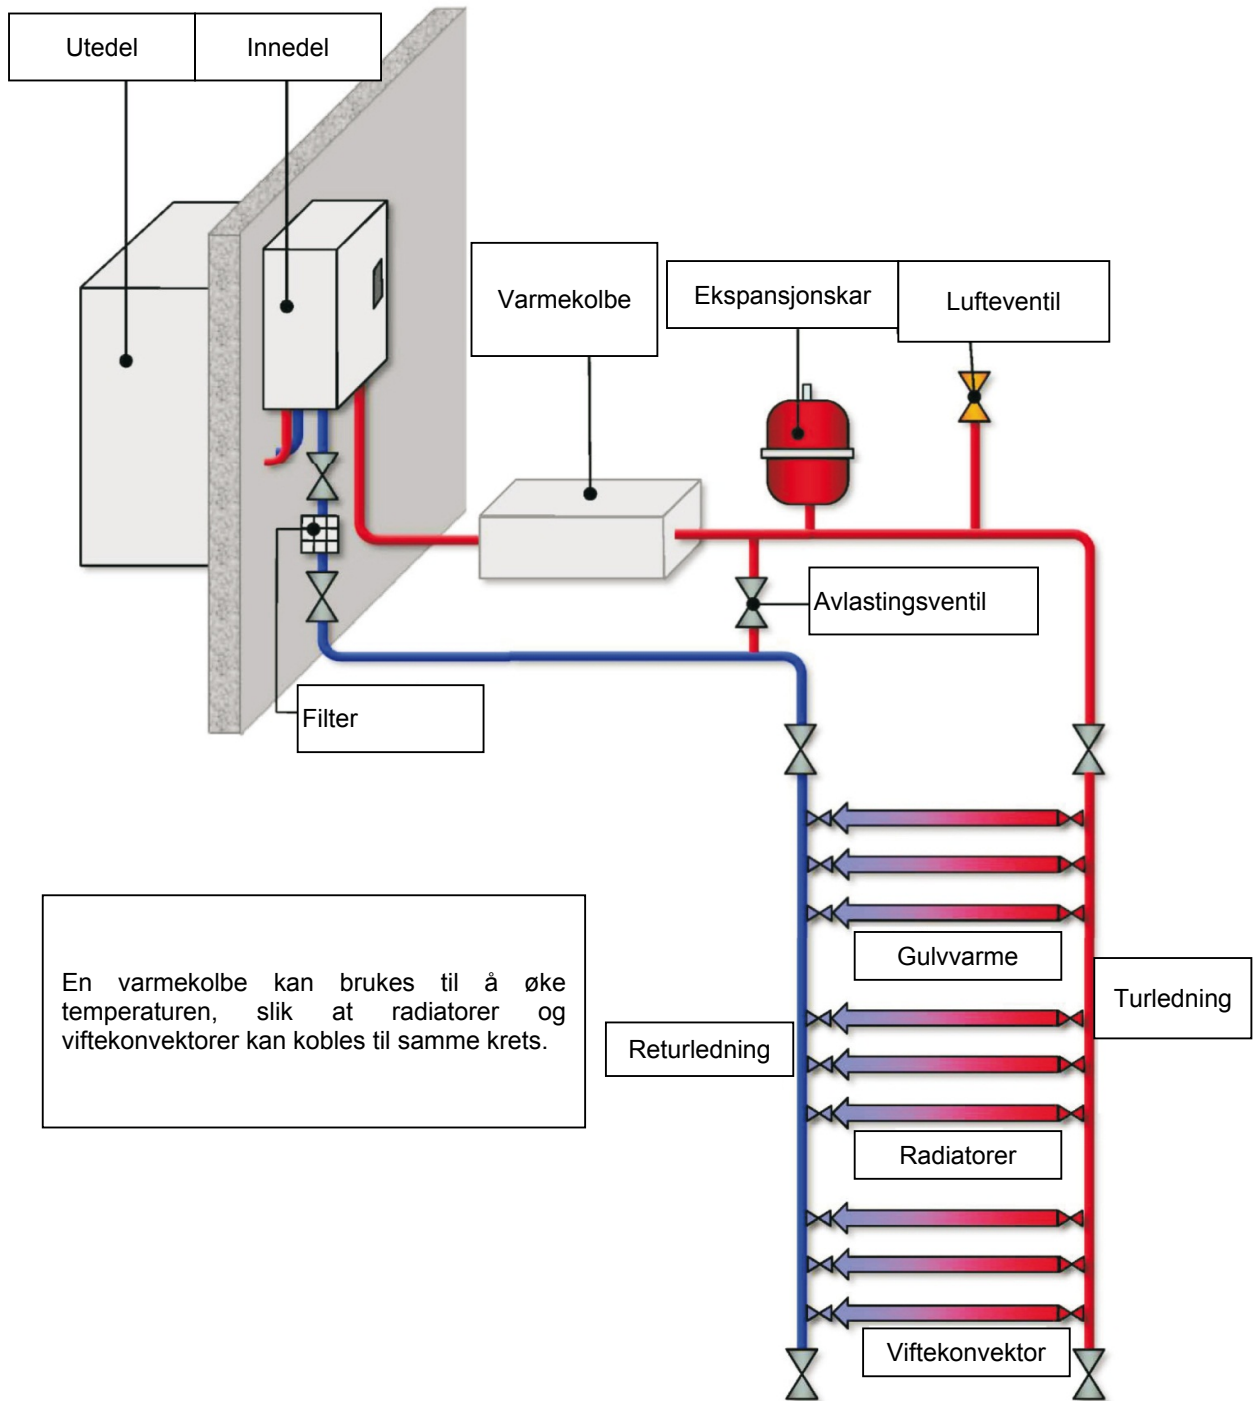 Utedel
Innedel
Varmekolbe
Ekspansjonskar
Lufteventil
Avlastingsventil
Filter
En varmekolbe kan brukes til å øke
temperaturen, slik at radiatorer og
viftekonvektorer kan kobles til samme krets.
Gulvvarme
Turledning
Returledning
Radiatorer
Viftekonvektor